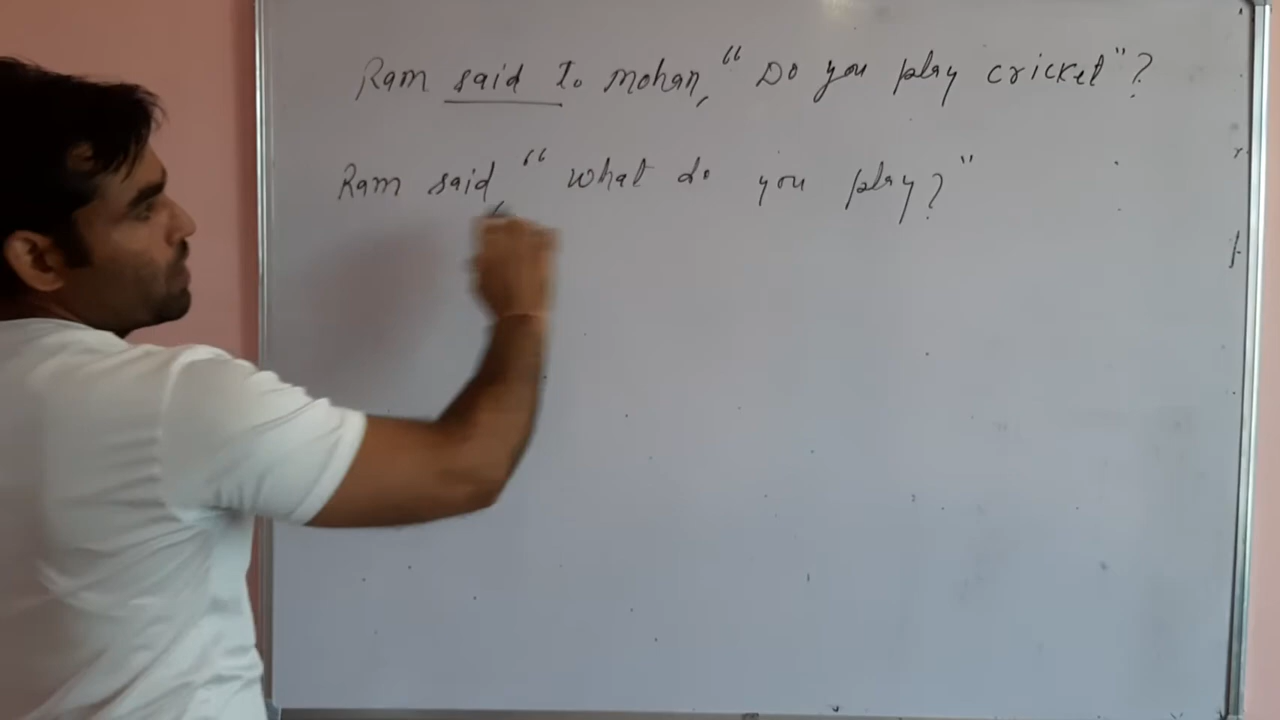 Ram said to mohan, “Do you play cricket”?
Ram said, “what do you play?”